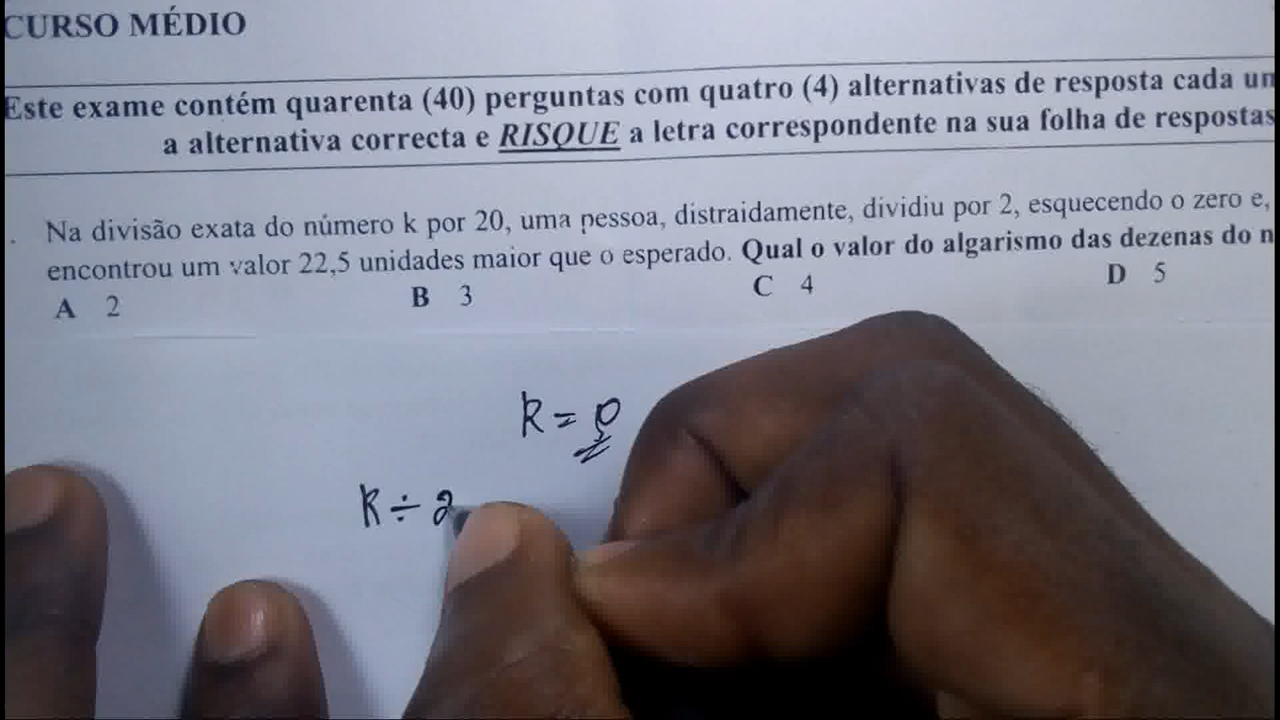 CURSO MÉDIO
Este exame contém quarenta (40) perguntas com quatro (4) alternativas de resposta cada
a alternativa correcta e RISQUE a letra correspondente na sua folha de respostas
. Na divisão exata do número k por 20, uma pessoa, distraidamente, dividiu por 2, esquecendo o zero e,
encontrou um valor 22,5 unidades maior que o esperado. Qual o valor do algarismo das dezenas do
A 2 B 3 C 4 D 5
k =
k ÷ 2